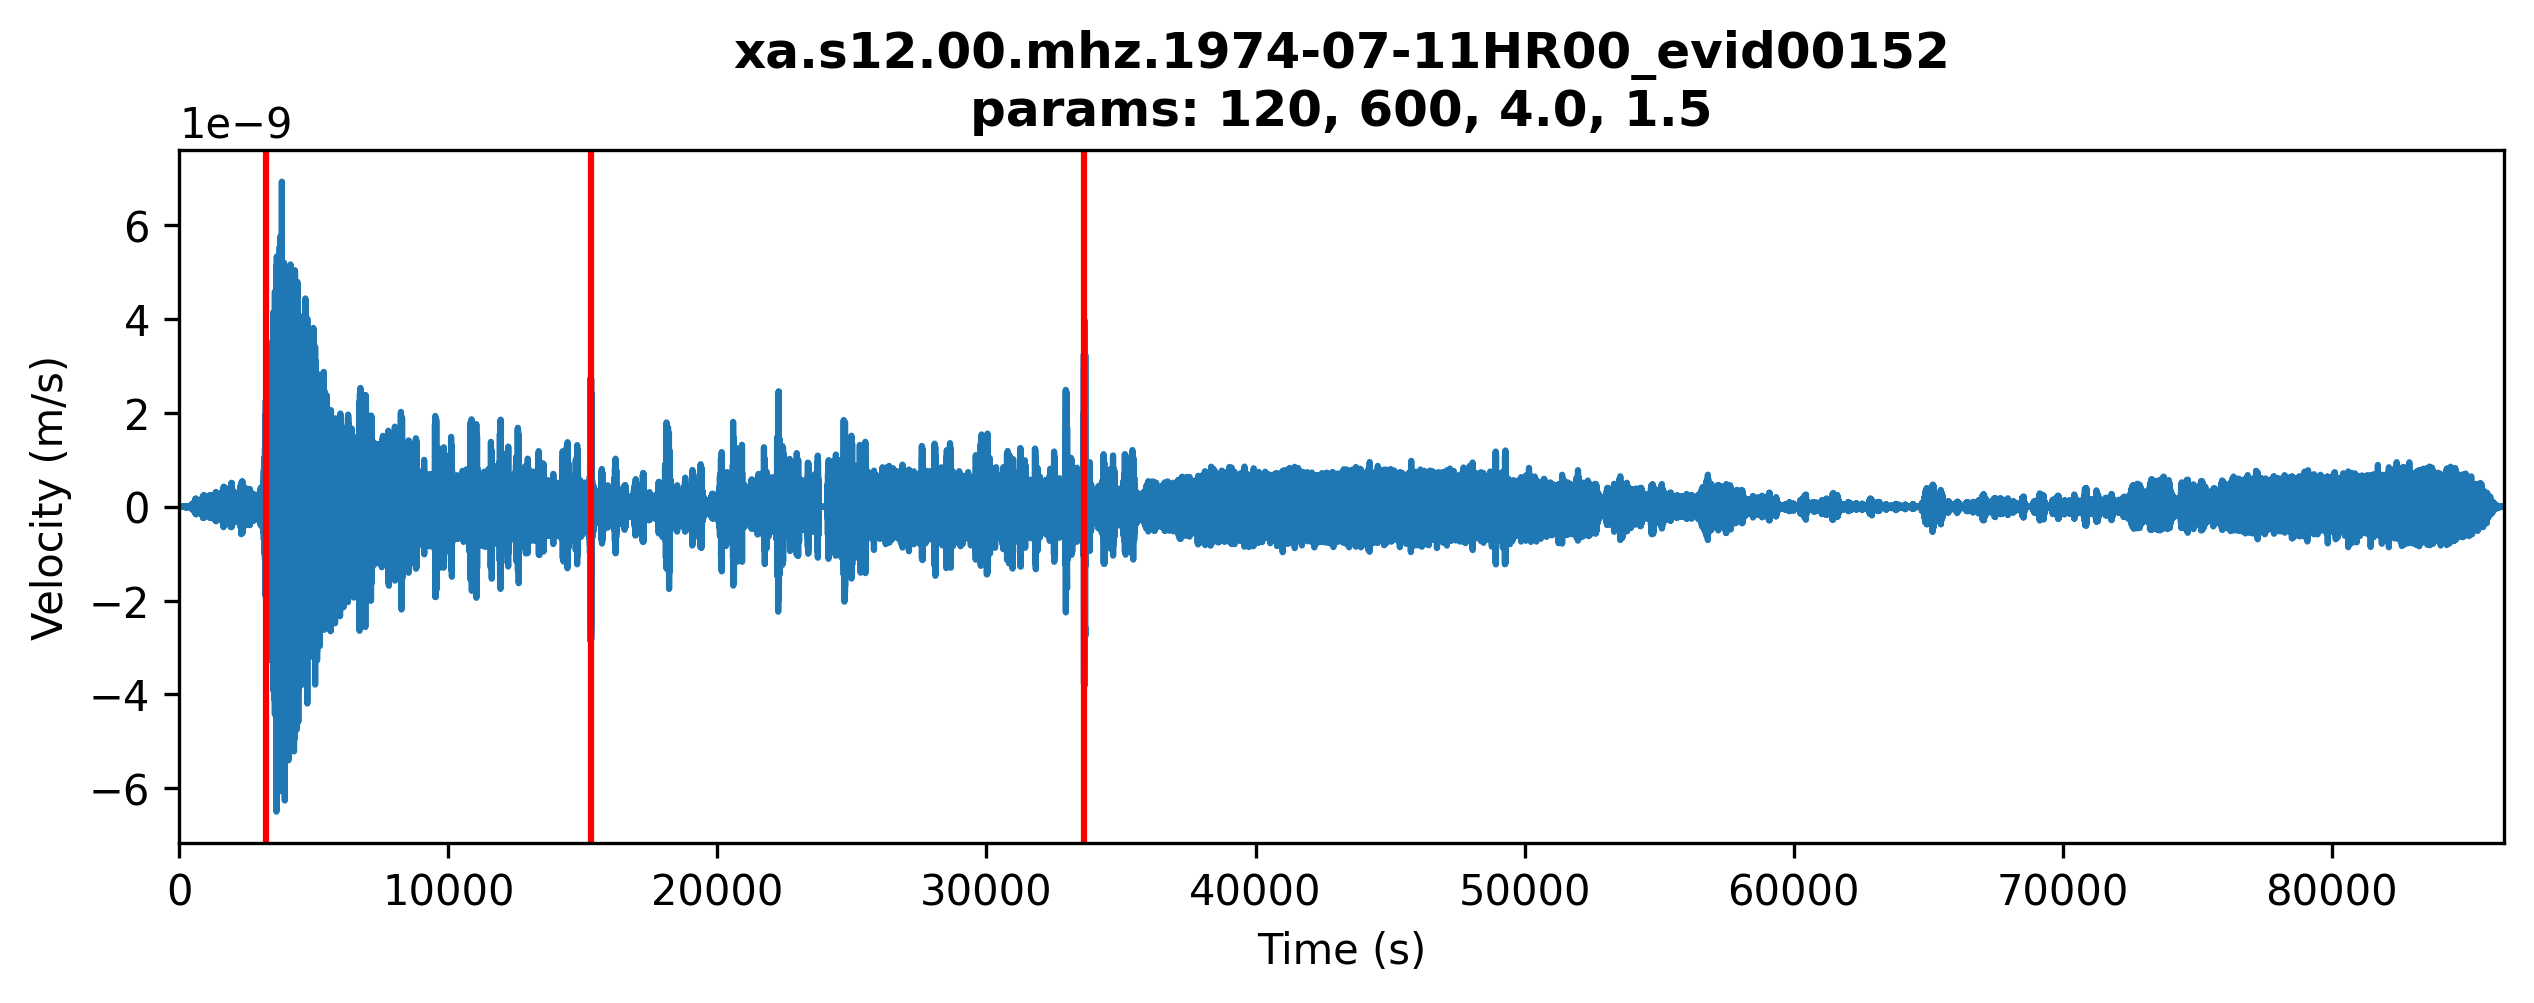 xa.s12.00.mhz.1974-07-11HR00_evid00152
params: 120, 600, 4.0, 1.5
1e−9
6
4
2
0
−2
−4
−6
Velocity (m/s)
0 10000 20000 30000 40000 50000 60000 70000 80000
Time (s)